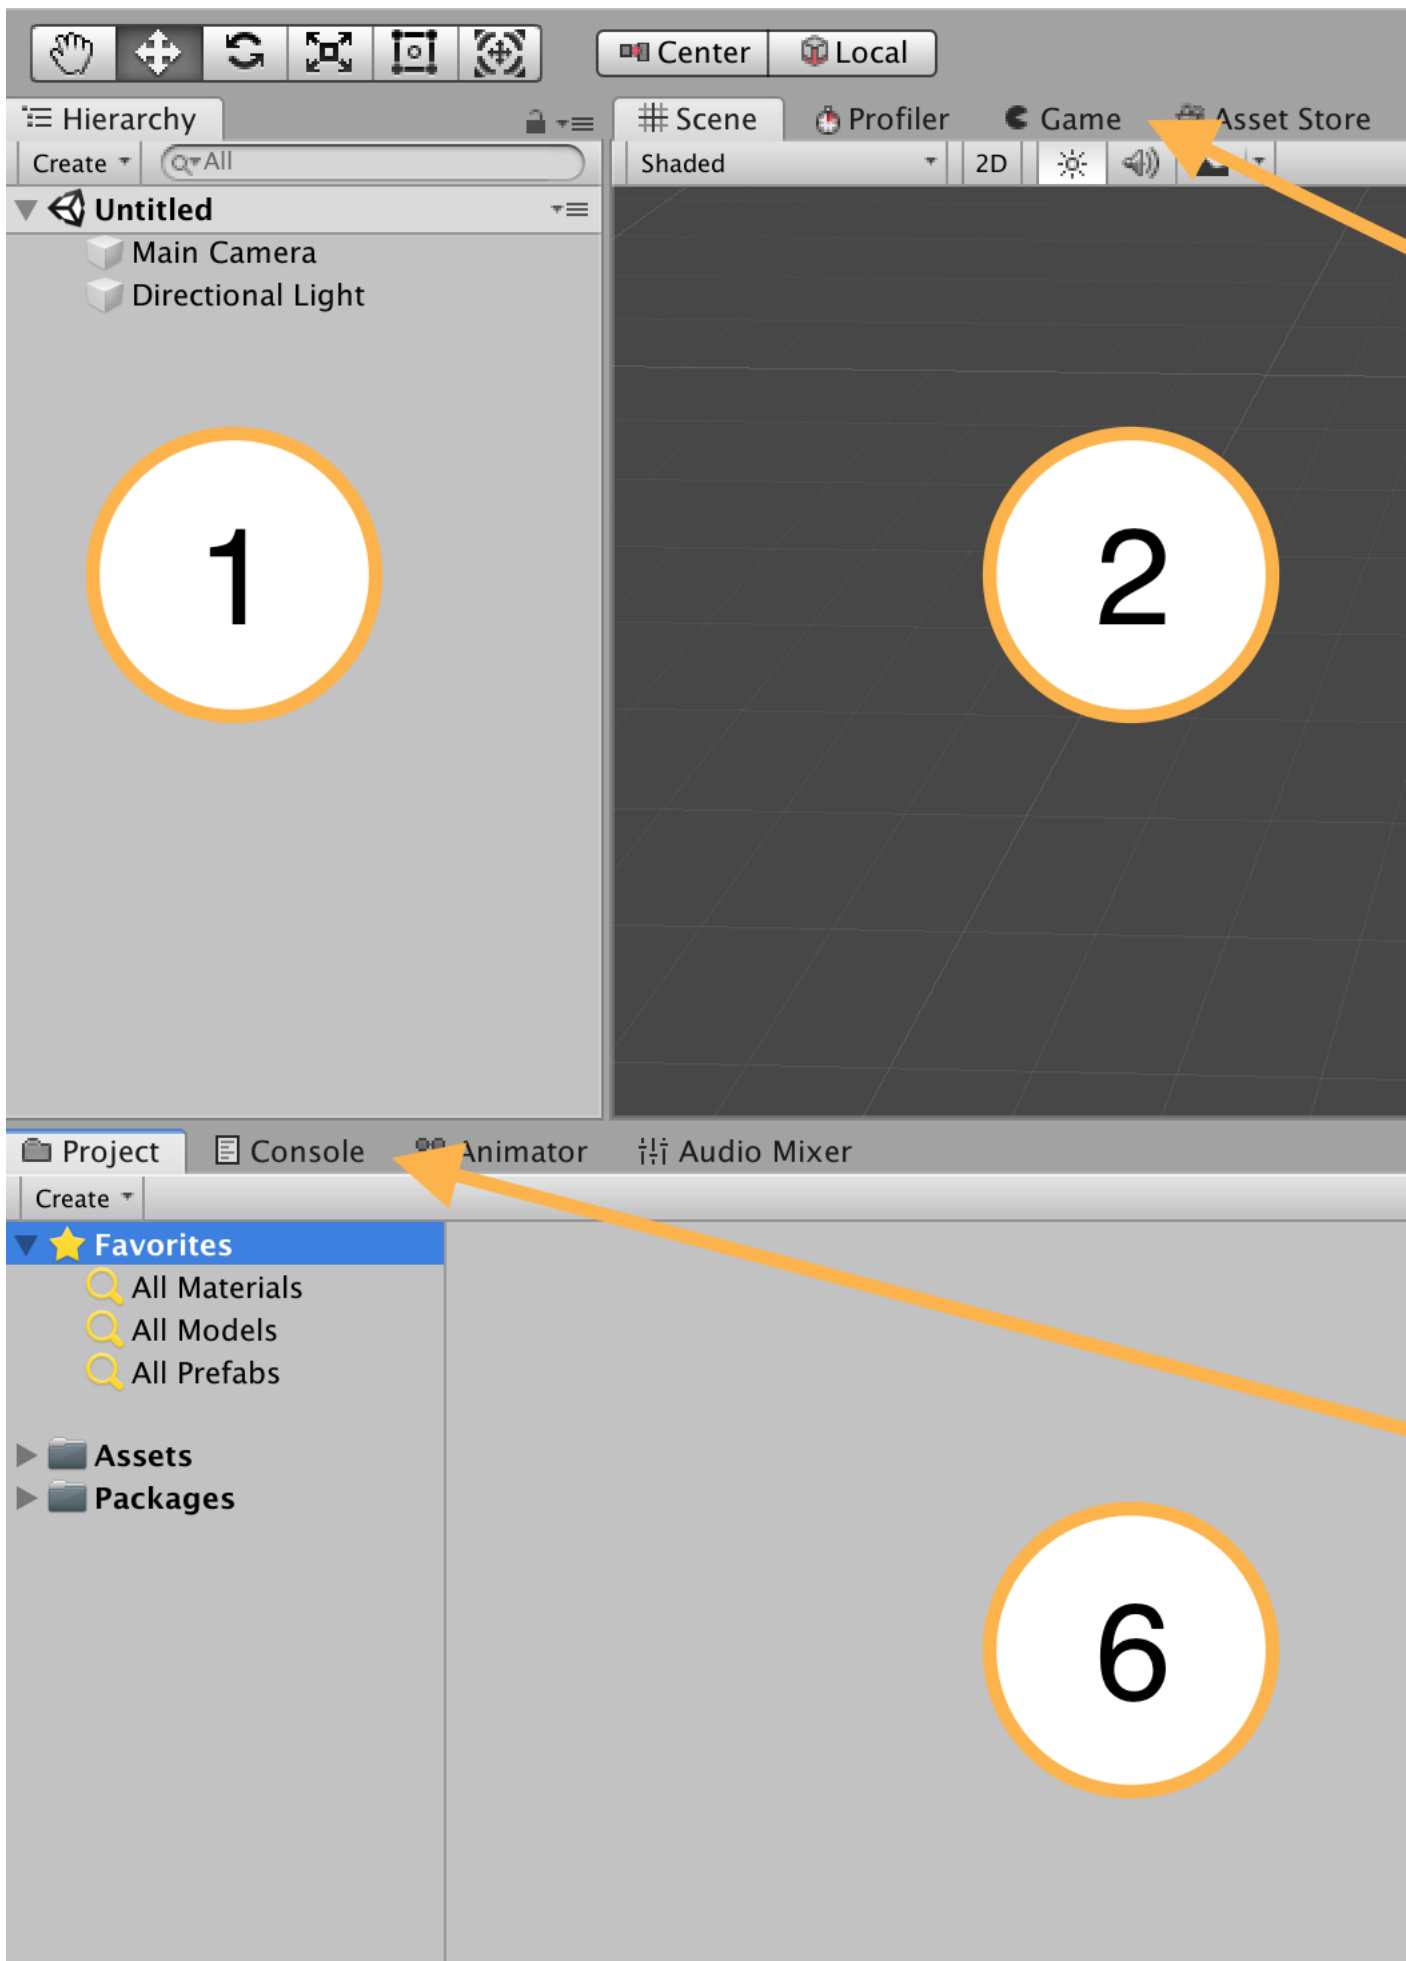 Center Local
Hierarchy
Scene Profiler Game Asset Store
Create All
Shaded 2D
Untitled
Main Camera
Directional Light
1
2
Project Console Animator Audio Mixer
Create
Favorites
All Materials
All Models
All Prefabs
Assets
Packages
6